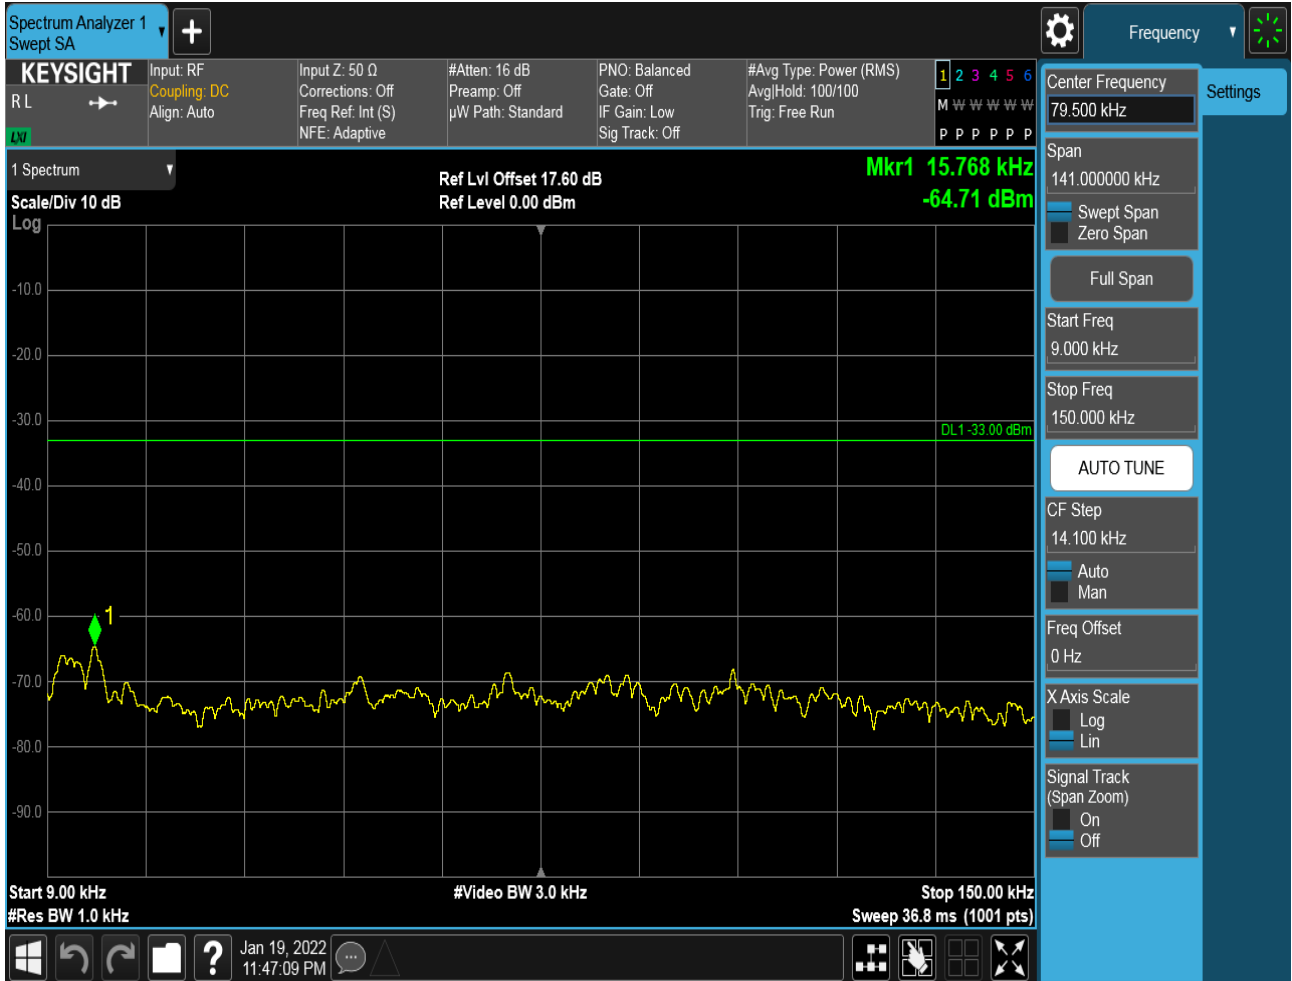 Spectrum Analyzer 1
Swept SA
Frequency
KEYSIGHT
R L
LXI
Input: RF
Coupling: DC
Align: Auto
Input Z: 50 Ω
Corrections: Off
Freq Ref: Int (S)
NFE: Adaptive
#Atten: 16 dB
Preamp: Off
µW Path: Standard
PNO: Balanced
Gate: Off
IF Gain: Low
Sig Track: Off
#Avg Type: Power (RMS)
Avg|Hold: 100/100
Trig: Free Run
1 2 3 4 5 6
M W W W W W
P P P P P P
Center Frequency
79.500 kHz
Settings
Span
141.000000 kHz
Swept Span
Zero Span
Full Span
Start Freq
9.000 kHz
Stop Freq
150.000 kHz
AUTO TUNE
CF Step
14.100 kHz
Auto
Man
Freq Offset
0 Hz
X Axis Scale
Log
Lin
Signal Track
(Span Zoom)
On
Off
1 Spectrum
Scale/Div 10 dB
Log
Ref Lvl Offset 17.60 dB
Ref Level 0.00 dBm
Mkr1 15.768 kHz
-64.71 dBm
-10.0
-20.0
-30.0
DL1 -33.00 dBm
-40.0
-50.0
-60.0
1
-70.0
-80.0
-90.0
Start 9.00 kHz
#Video BW 3.0 kHz
Stop 150.00 kHz
#Res BW 1.0 kHz
Sweep 36.8 ms (1001 pts)
?
Jan 19, 2022
11:47:09 PM